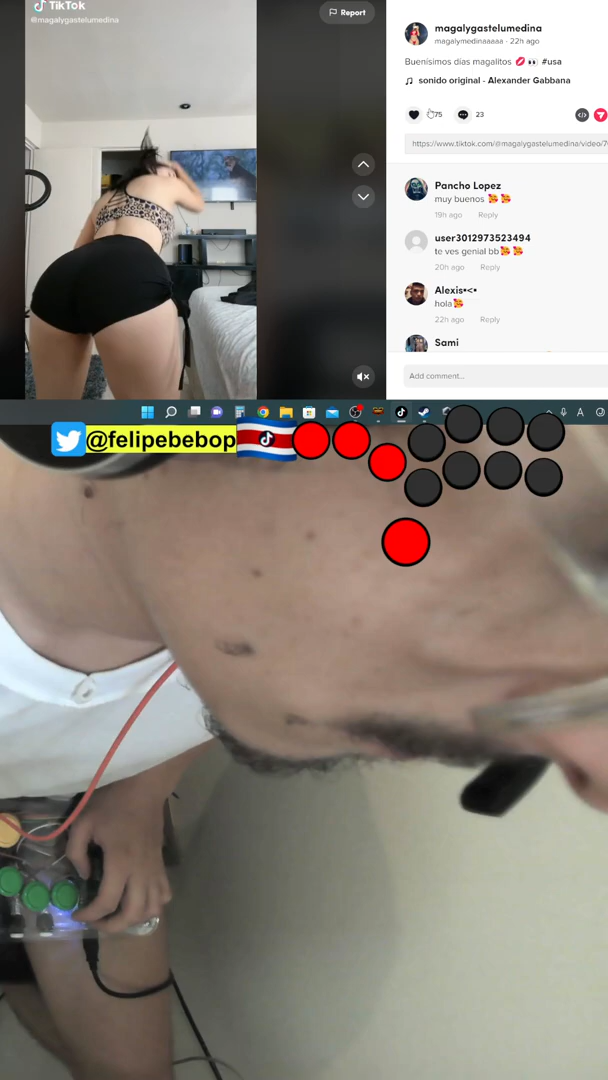 TikTok
@magalygastelumedina
Report
magalygastelumedina
magalymedinaaaaa · 22h ago
Buenisimos dias magalitos 💋 👀 #usa
♫ sonido original - Alexander Gabbana
75
23
https://www.tiktok.com/@magalygastelumedina/video/7
Pancho Lopez
muy buenos 🥰 🥰
19h ago Reply
user3012973523494
te ves genial bb🥰 🥰
20h ago Reply
Alexis•<•
hola🥰
22h ago Reply
Sami
Add comment...
A
@felipebebop